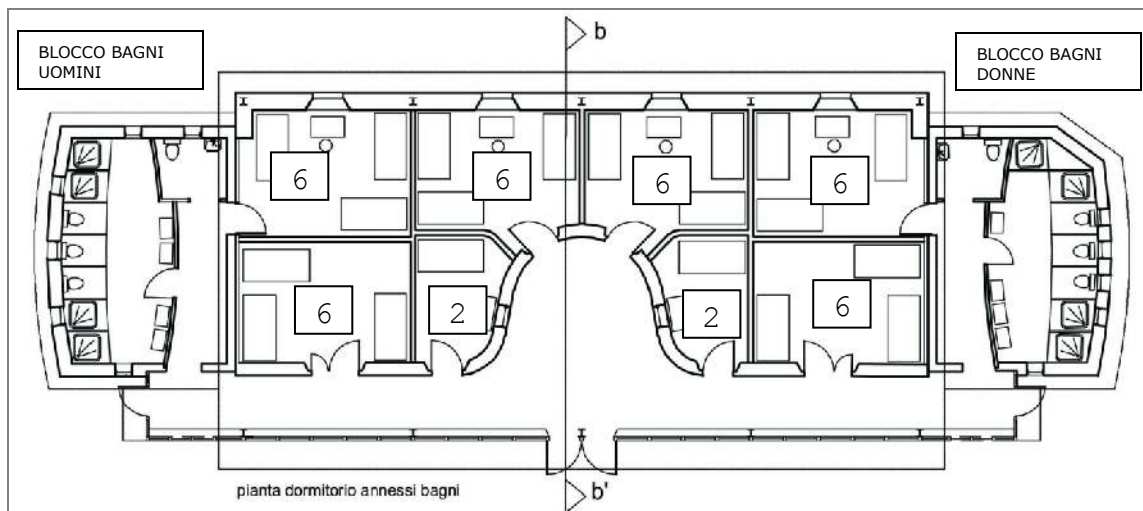 BLOCCO BAGNI
UOMINI
b
BLOCCO BAGNI
DONNE
6
6
6
6
6
2
2
6
pianta dormitorio annessi bagni
b'